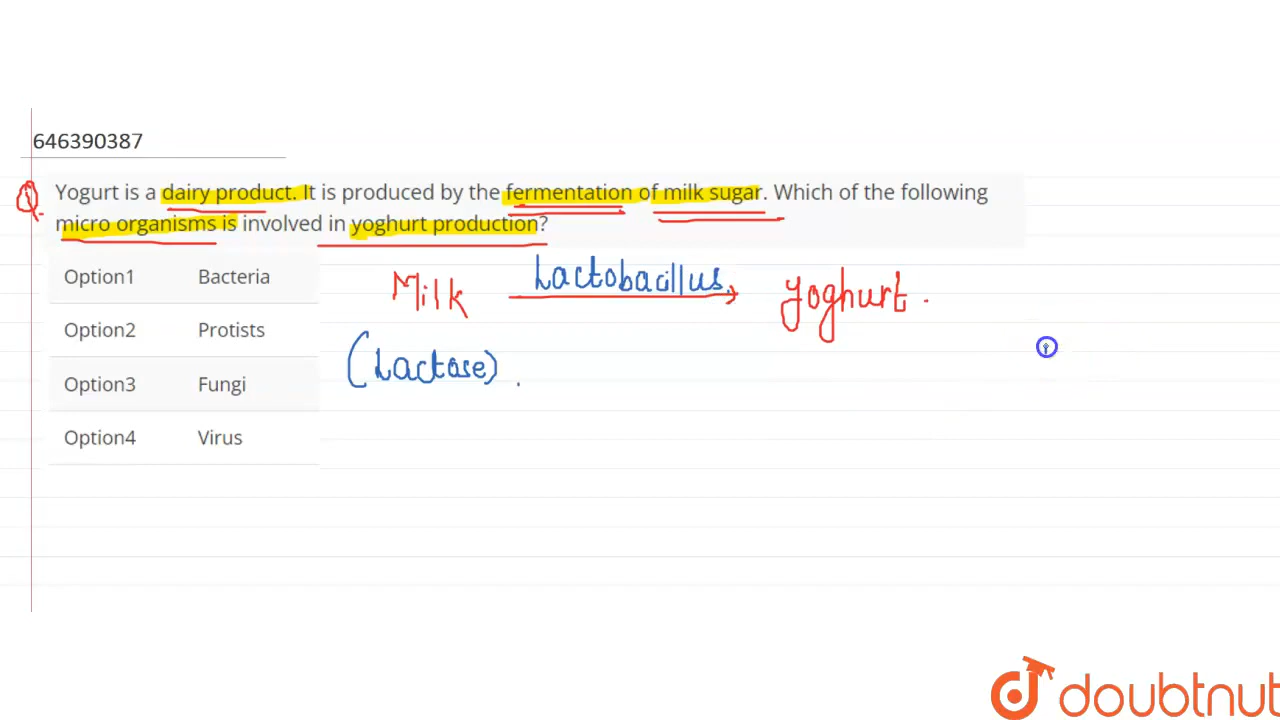 646390387
Q. Yogurt is a dairy product. It is produced by the fermentation of milk sugar. Which of the following
micro organisms is involved in yoghurt production?
Option1 Bacteria
Milk Lactobacillus yoghurt.
Option2 Protists
(Lactose)
Option3 Fungi
Option4 Virus
doubtnut